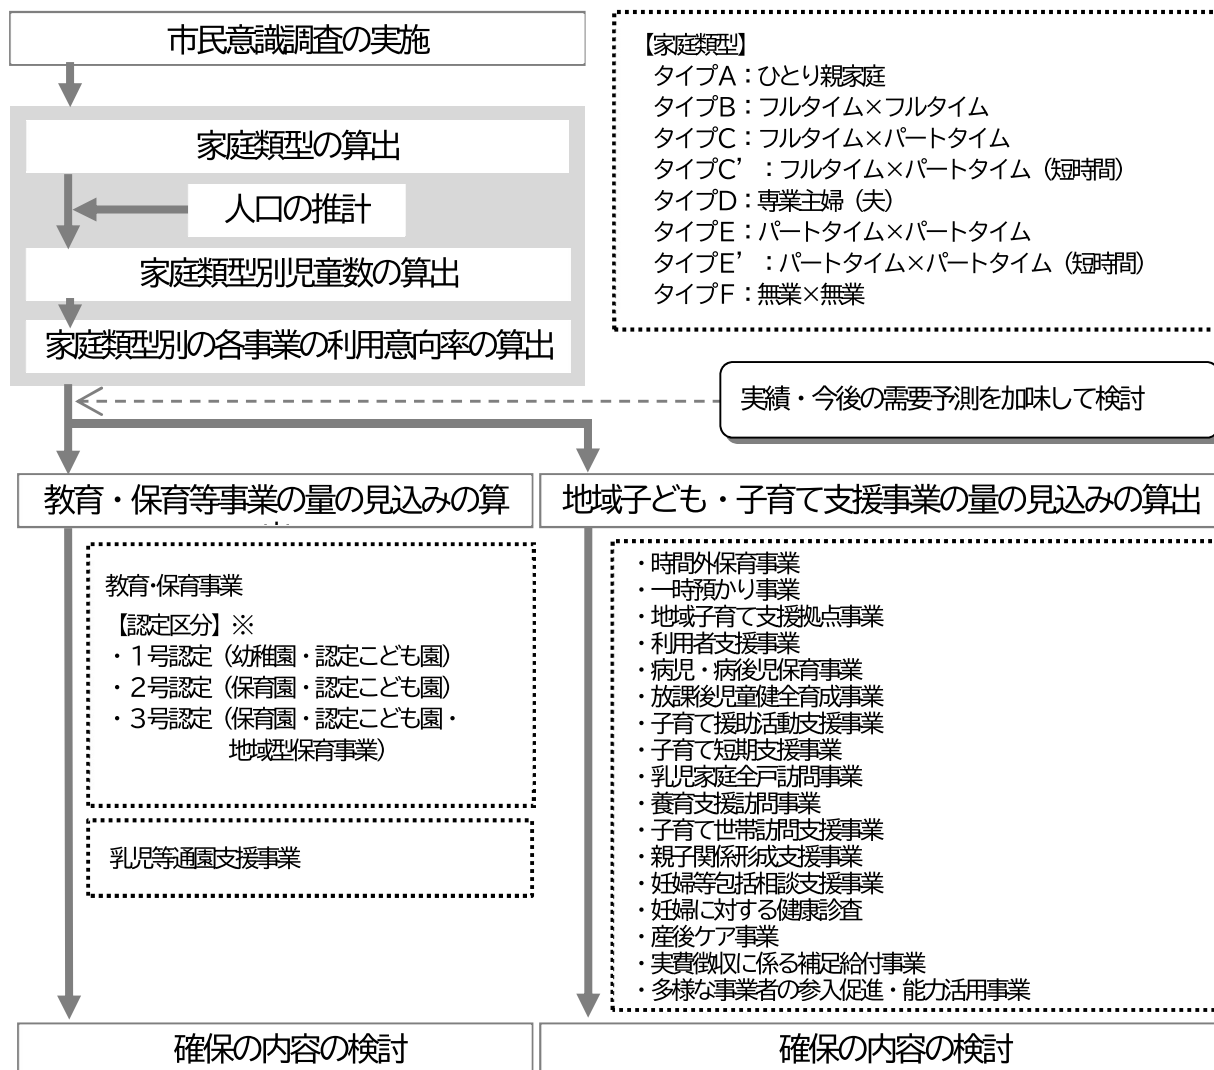 市民意識調査の実施
家庭類型の算出
人口の推計
家庭類型別児童数の算出
家庭類型別の各事業の利用意向率の算出
【家庭類型】
タイプA：ひとり親家庭
タイプB：フルタイム×フルタイム
タイプC：フルタイム×パートタイム
タイプC’：フルタイム×パートタイム（短時間）
タイプD：専業主婦（夫）
タイプE：パートタイム×パートタイム
タイプE’：パートタイム×パートタイム（短時間）
タイプF：無業×無業
実績・今後の需要予測を加味して検討
教育・保育等事業の量の見込みの算
教育・保育事業
【認定区分】※
・１号認定（幼稚園・認定こども園）
・２号認定（保育園・認定こども園）
・３号認定（保育園・認定こども園・
地域型保育事業）
乳児等通園支援事業
確保の内容の検討
地域子ども・子育て支援事業の量の見込みの算出
・時間外保育事業
・一時預かり事業
・地域子育て支援拠点事業
・利用者支援事業
・病児・病後児保育事業
・放課後児童健全育成事業
・子育て援助活動支援事業
・子育て短期支援事業
・乳児家庭全戸訪問事業
・養育支援訪問事業
・子育て世帯訪問支援事業
・親子関係形成支援事業
・妊婦等包括相談支援事業
・妊婦に対する健康診査
・産後ケア事業
・実費徴収に係る補足給付事業
・多様な事業者の参入促進・能力活用事業
確保の内容の検討